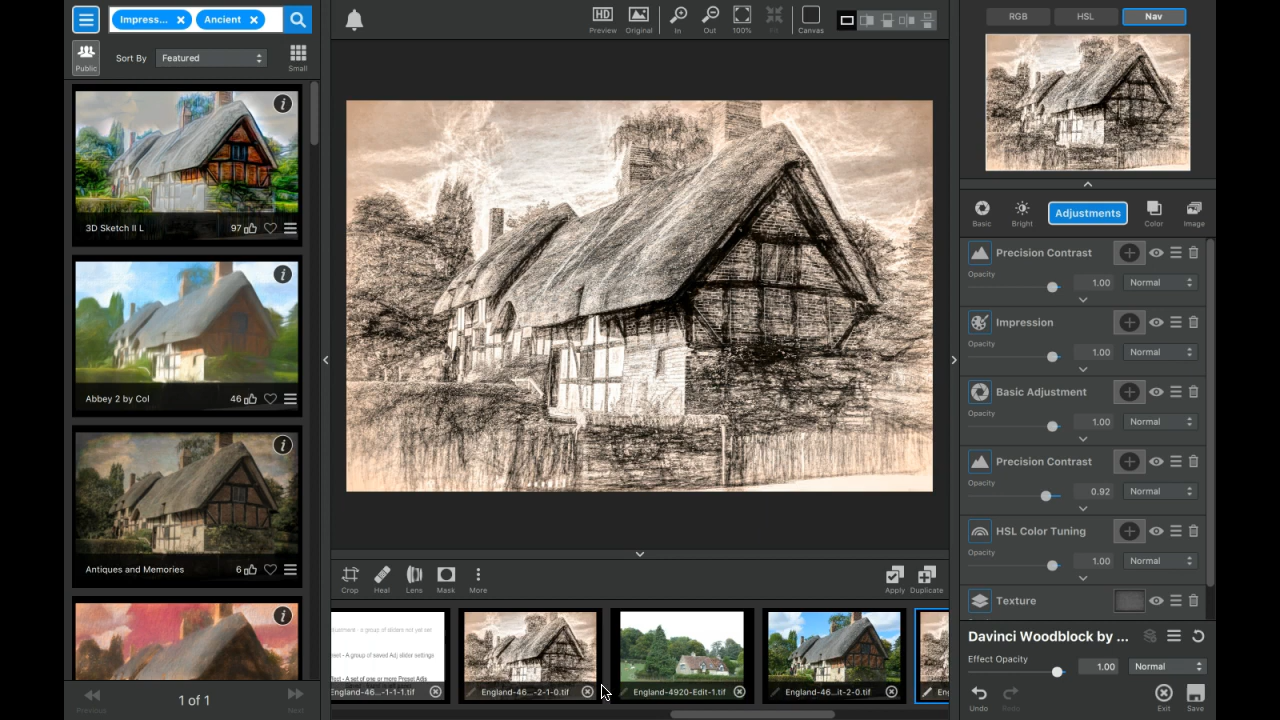 Impress...
Ancient
Public
Sort By
Featured
Small
3D Sketch II L
97
Abbey 2 by Col
46
Antiques and Memories
6
Previous
1 of 1
Next
HD
Preview
Original
In
Out
100%
Fit
Canvas
Crop
Heal
Lens
Mask
More
Apply
Duplicate
England-46...-1-1-1.tif
England-46...-2-1-0.tif
England-4920-Edit-1.tif
England-46...it-2-0.tif
RGB
HSL
Nav
Basic
Bright
Adjustments
Color
Image
Precision Contrast
Opacity
1.00
Normal
Impression
Opacity
1.00
Normal
Basic Adjustment
Opacity
1.00
Normal
Precision Contrast
Opacity
0.92
Normal
HSL Color Tuning
Opacity
1.00
Normal
Texture
Davinci Woodblock by ...
Effect Opacity
1.00
Normal
Undo
Redo
Exit
Save